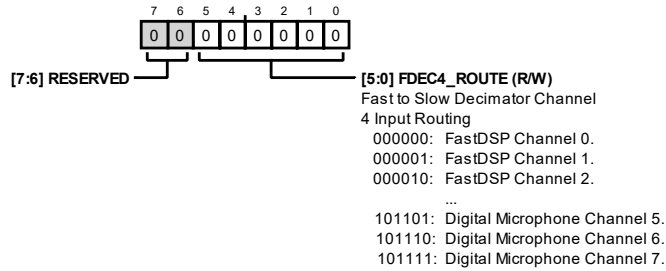 7 6 5 4 3 2 1 0
0 0 0 0 0 0 0 0
[7:6] RESERVED
[5:0] FDEC4_ROUTE (R/W)
Fast to Slow Decimator Channel
4 Input Routing
000000: FastDSP Channel 0.
000001: FastDSP Channel 1.
000010: FastDSP Channel 2.
...
101101: Digital Microphone Channel 5.
101110: Digital Microphone Channel 6.
101111: Digital Microphone Channel 7.